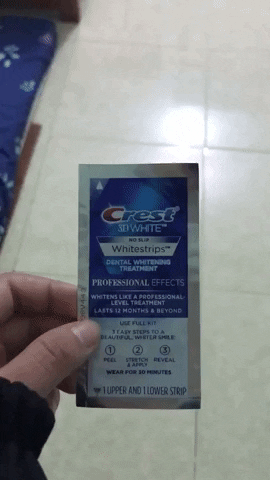 Crest
3D WHITE™
NO SLIP
Whitestrips™
DENTAL WHITENING
TREATMENT
PROFESSIONAL EFFECTS
WHITENS LIKE A PROFESSIONAL-
LEVEL TREATMENT
LASTS 12 MONTHS & BEYOND
USE FULL KIT
3 EASY STEPS TO A
BEAUTIFUL, WHITER SMILE
1 2 3
PEEL STRETCH & APPLY REVEAL
WEAR FOR 30 MINUTES
1 UPPER AND 1 LOWER STRIP